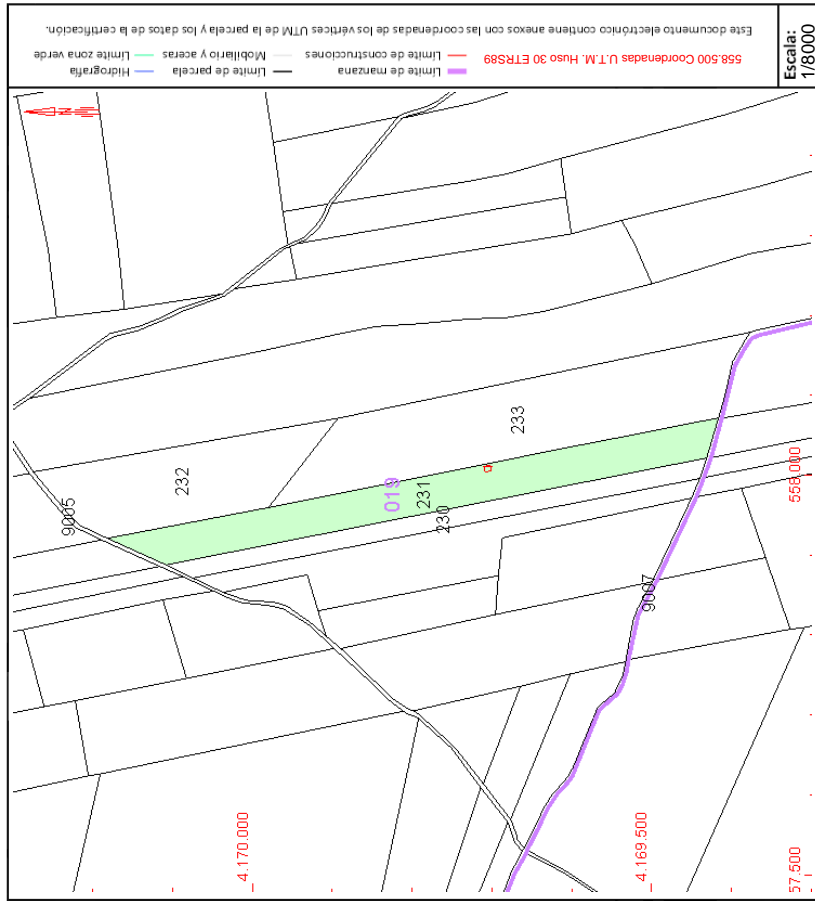 Este documento electrónico contiene anexos con las coordenadas de los vértices UTM de la parcela y los datos de la certificación.
558.500 Coordenadas U.T.M. Huso 30 ETRS89
Límite de manzana
Límite de construcciones
Límite de parcela
Mobiliario y aceras
Hidrografía
Límite zona verde
Escala:
1/8000
9005
232
019
231
230
233
9007
558.000
4.170.000
4.169.500
57.500